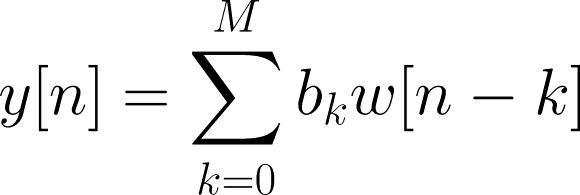 y[n] = \sum_{k=0}^{M} b_k w[n - k]